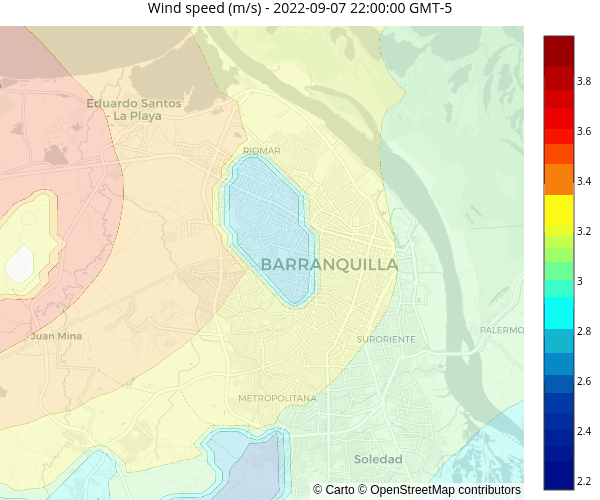 Wind speed (m/s) - 2022-09-07 22:00:00 GMT-5
Eduardo Santos
- La Playa
RIOMAR
BARRANQUILLA
Juan Mina
SURORIENTE
PALERMO
METROPOLITANA
Soledad
© Carto © OpenStreetMap contributors
3.8
3.6
3.4
3.2
3
2.8
2.6
2.4
2.2